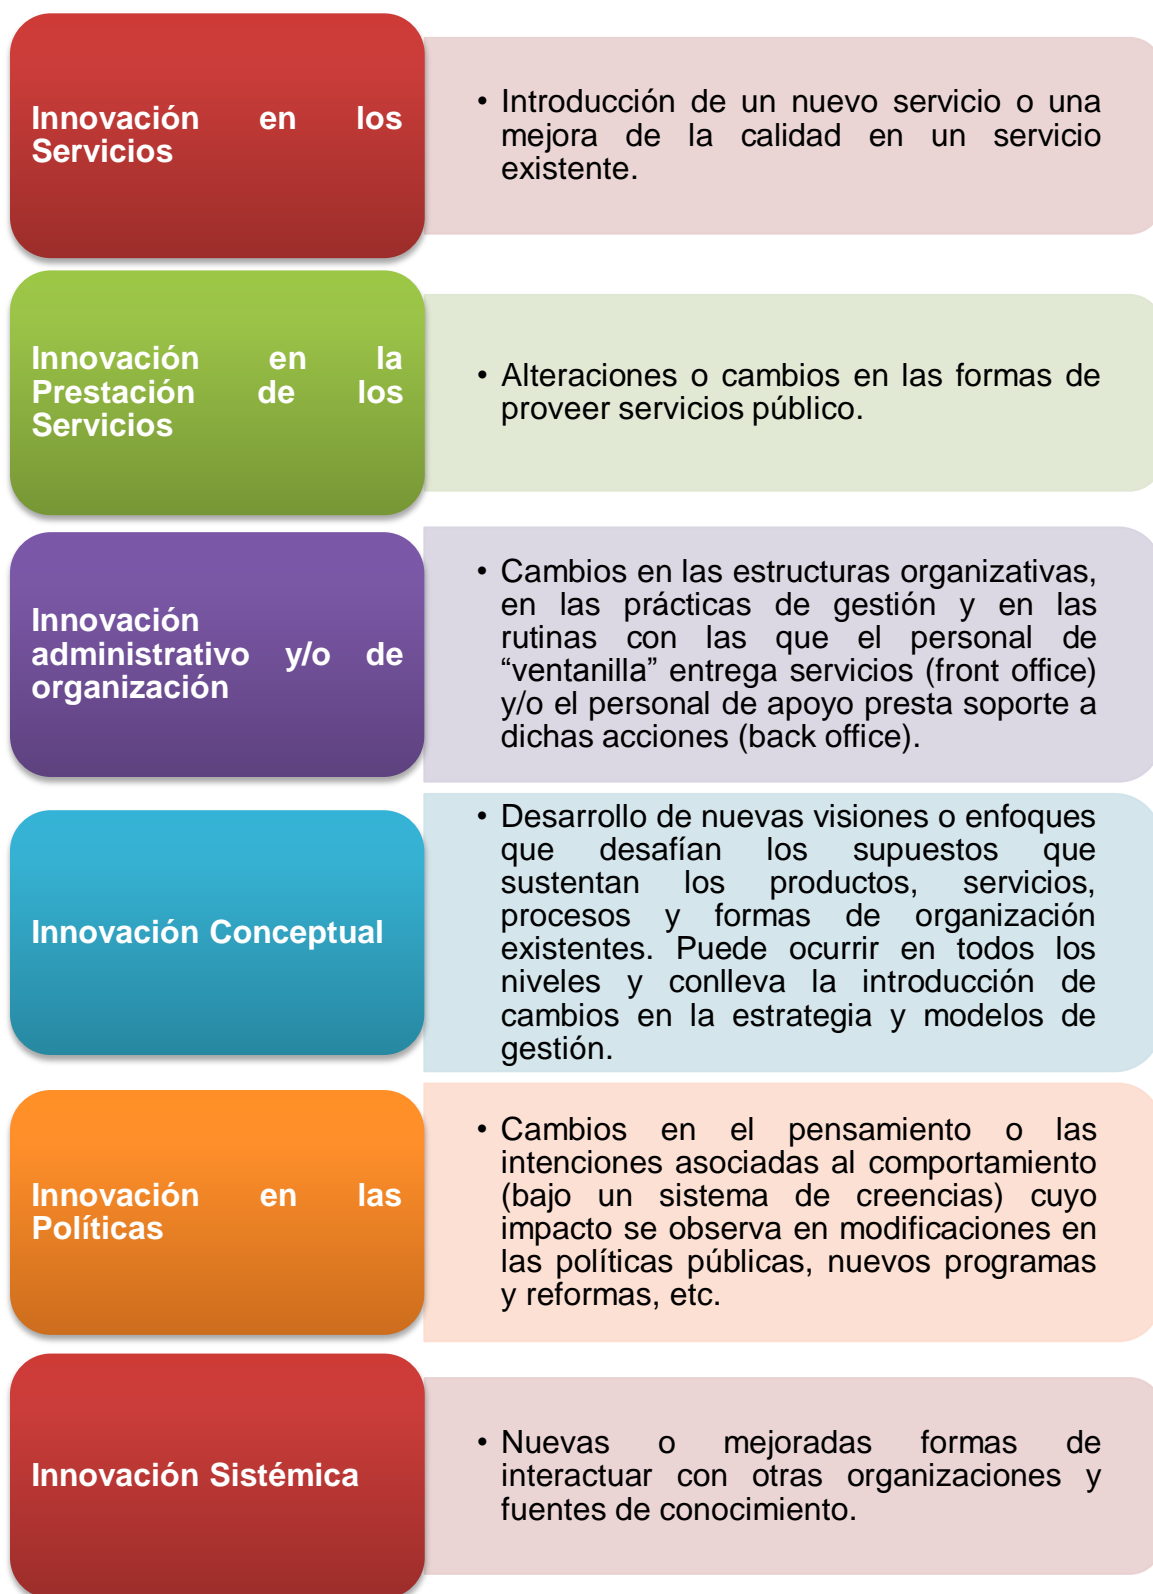 Innovación en los
Servicios
• Introducción de un nuevo servicio o una
mejora de la calidad en un servicio
existente.
Innovación en la
Prestación de los
Servicios
• Alteraciones o cambios en las formas de
proveer servicios público.
Innovación
administrativo y/o de
organización
• Cambios en las estructuras organizativas,
en las prácticas de gestión y en las
rutinas con las que el personal de
“ventanilla” entrega servicios (front office)
y/o el personal de apoyo presta soporte a
dichas acciones (back office).
Innovación Conceptual
• Desarrollo de nuevas visiones o enfoques
que desafían los supuestos que
sustentan los productos, servicios,
procesos y formas de organización
existentes. Puede ocurrir en todos los
niveles y conlleva la introducción de
cambios en la estrategia y modelos de
gestión.
Innovación en las
Políticas
• Cambios en el pensamiento o las
intenciones asociadas al comportamiento
(bajo un sistema de creencias) cuyo
impacto se observa en modificaciones en
las políticas públicas, nuevos programas
y reformas, etc.
Innovación Sistémica
• Nuevas o mejoradas formas de
interactuar con otras organizaciones y
fuentes de conocimiento.